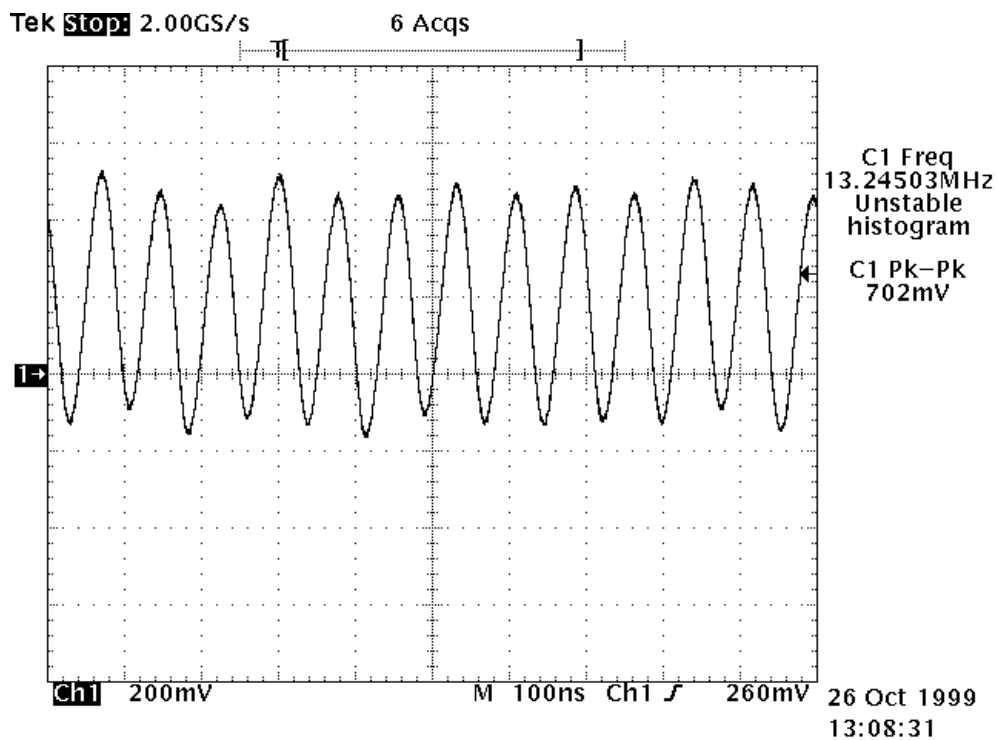 Tek Stop: 2.00GS/s 6 Acqs
T
C1 Freq
13.24503MHz
Unstable
histogram
C1 Pk–Pk
702mV
1→
Ch1 200mV M 100ns Ch1 260mV
26 Oct 1999
13:08:31